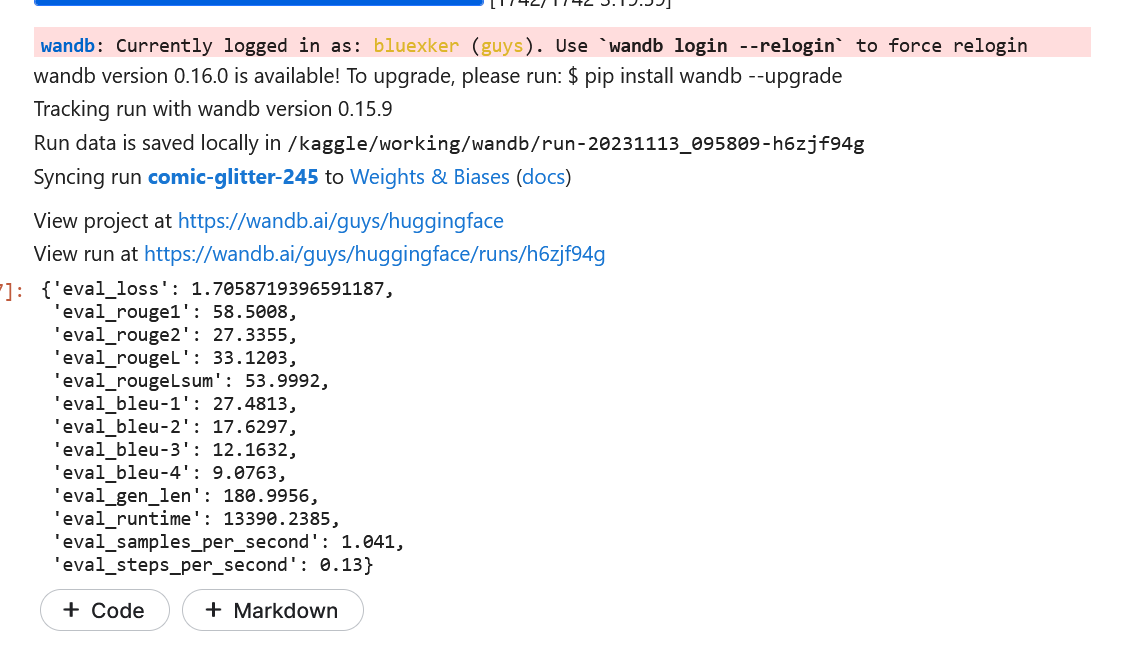 [1742/1742 3:19:59]
wandb: Currently logged in as: bluexker (guys). Use `wandb login --relogin` to force relogin
wandb version 0.16.0 is available! To upgrade, please run: $ pip install wandb --upgrade
Tracking run with wandb version 0.15.9
Run data is saved locally in /kaggle/working/wandb/run-20231113_095809-h6zjf94g
Syncing run comic-glitter-245 to Weights & Biases (docs)
View project at https://wandb.ai/guys/huggingface
View run at https://wandb.ai/guys/huggingface/runs/h6zjf94g
]: {'eval_loss': 1.7058719396591187,
'eval_rouge1': 58.5008,
'eval_rouge2': 27.3355,
'eval_rougeL': 33.1203,
'eval_rougeLsum': 53.9992,
'eval_bleu-1': 27.4813,
'eval_bleu-2': 17.6297,
'eval_bleu-3': 12.1632,
'eval_bleu-4': 9.0763,
'eval_gen_len': 180.9956,
'eval_runtime': 13390.2385,
'eval_samples_per_second': 1.041,
'eval_steps_per_second': 0.13}
+ Code + Markdown